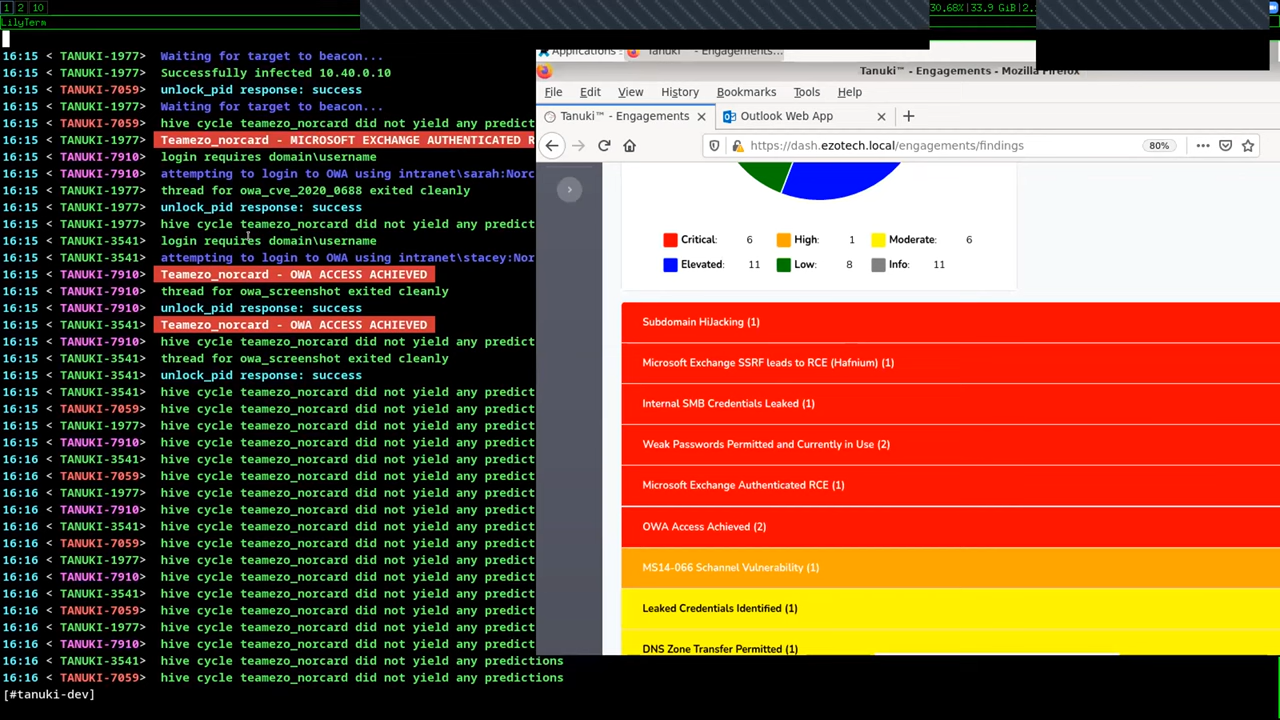 1 2 10
30.68%|33.9 GiB|2.
LilyTerm
16:15 < TANUKI-1977> Waiting for target to beacon...
16:15 < TANUKI-1977> Successfully infected 10.40.0.10
16:15 < TANUKI-7059> unlock_pid response: success
16:15 < TANUKI-1977> Waiting for target to beacon...
16:15 < TANUKI-7059> hive cycle teamezo_norcard did not yield any predict
16:15 < TANUKI-1977> Teamezo_norcard - MICROSOFT EXCHANGE AUTHENTICATED R
16:15 < TANUKI-7910> login requires domain\username
16:15 < TANUKI-7910> attempting to login to OWA using intranet\sarah:Norc
16:15 < TANUKI-1977> thread for owa_cve_2020_0688 exited cleanly
16:15 < TANUKI-1977> unlock_pid response: success
16:15 < TANUKI-1977> hive cycle teamezo_norcard did not yield any predict
16:15 < TANUKI-3541> login requires domain\username
16:15 < TANUKI-3541> attempting to login to OWA using intranet\stacey:Nor
16:15 < TANUKI-7910> Teamezo_norcard - OWA ACCESS ACHIEVED
16:15 < TANUKI-7910> thread for owa_screenshot exited cleanly
16:15 < TANUKI-7910> unlock_pid response: success
16:15 < TANUKI-3541> Teamezo_norcard - OWA ACCESS ACHIEVED
16:15 < TANUKI-7910> hive cycle teamezo_norcard did not yield any predict
16:15 < TANUKI-3541> thread for owa_screenshot exited cleanly
16:15 < TANUKI-3541> unlock_pid response: success
16:15 < TANUKI-3541> hive cycle teamezo_norcard did not yield any predict
16:15 < TANUKI-7059> hive cycle teamezo_norcard did not yield any predict
16:15 < TANUKI-1977> hive cycle teamezo_norcard did not yield any predict
16:15 < TANUKI-7910> hive cycle teamezo_norcard did not yield any predict
16:15 < TANUKI-3541> hive cycle teamezo_norcard did not yield any predict
16:16 < TANUKI-7059> hive cycle teamezo_norcard did not yield any predict
16:16 < TANUKI-1977> hive cycle teamezo_norcard did not yield any predict
16:16 < TANUKI-7910> hive cycle teamezo_norcard did not yield any predict
16:16 < TANUKI-3541> hive cycle teamezo_norcard did not yield any predict
16:16 < TANUKI-7059> hive cycle teamezo_norcard did not yield any predict
16:16 < TANUKI-1977> hive cycle teamezo_norcard did not yield any predict
16:16 < TANUKI-7910> hive cycle teamezo_norcard did not yield any predict
16:16 < TANUKI-3541> hive cycle teamezo_norcard did not yield any predict
16:16 < TANUKI-7059> hive cycle teamezo_norcard did not yield any predict
16:16 < TANUKI-1977> hive cycle teamezo_norcard did not yield any predict
16:16 < TANUKI-7910> hive cycle teamezo_norcard did not yield any predict
16:16 < TANUKI-3541> hive cycle teamezo_norcard did not yield any predictions
16:16 < TANUKI-7059> hive cycle teamezo_norcard did not yield any predictions
[#tanuki-dev]
Applications : Tanuki™ - Engagements...
Tanuki™ - Engagements - Mozilla Firefox
File Edit View History Bookmarks Tools Help
Tanuki™ - Engagements
Outlook Web App
https://dash.ezotech.local/engagements/findings
80%
Critical: 6 High: 1 Moderate: 6
Elevated: 11 Low: 8 Info: 11
Subdomain HiJacking (1)
Microsoft Exchange SSRF leads to RCE (Hafnium) (1)
Internal SMB Credentials Leaked (1)
Weak Passwords Permitted and Currently in Use (2)
Microsoft Exchange Authenticated RCE (1)
OWA Access Achieved (2)
MS14-066 Schannel Vulnerability (1)
Leaked Credentials Identified (1)
DNS Zone Transfer Permitted (1)